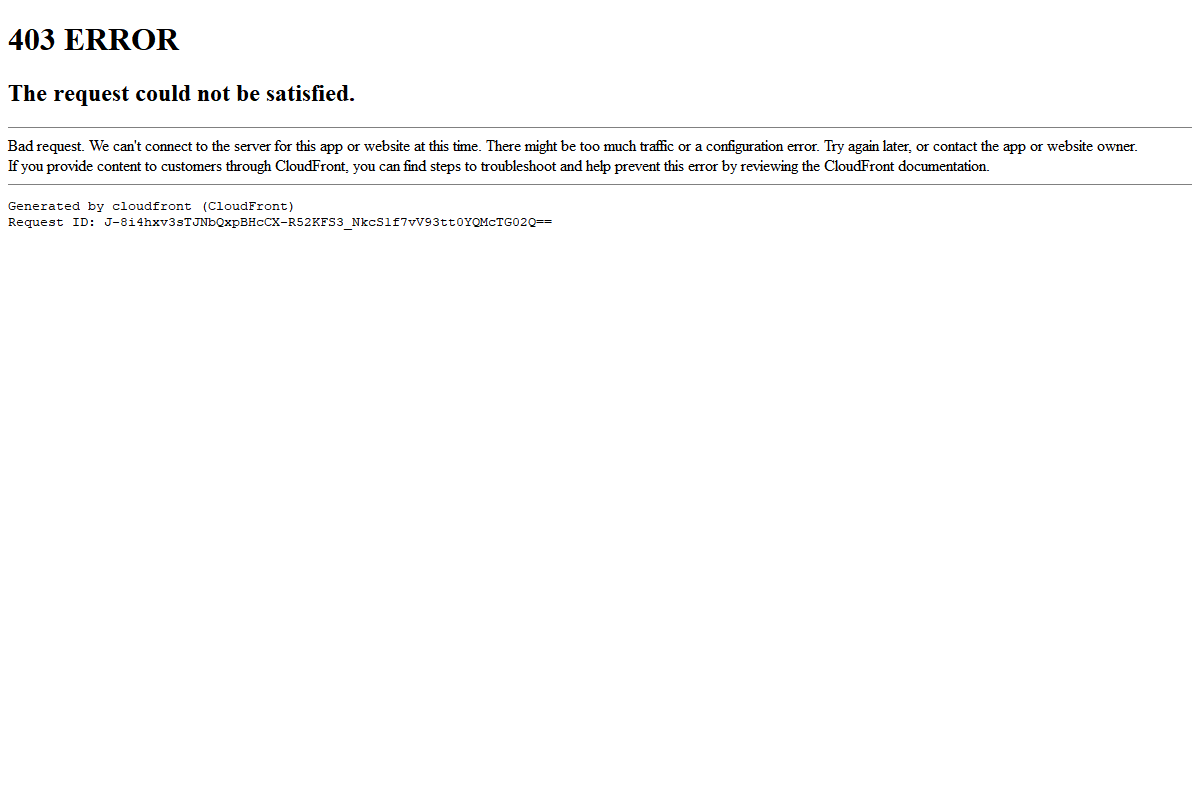 403 ERROR
The request could not be satisfied.
Bad request. We can't connect to the server for this app or website at this time. There might be too much traffic or a configuration error. Try again later, or contact the app or website owner.
If you provide content to customers through CloudFront, you can find steps to troubleshoot and help prevent this error by reviewing the CloudFront documentation.
Generated by cloudfront (CloudFront)
Request ID: J-8i4hxv3sTJNbQxpBHcCX-R52KFS3_NkcSlf7vV93tt0YQMcTG02Q==